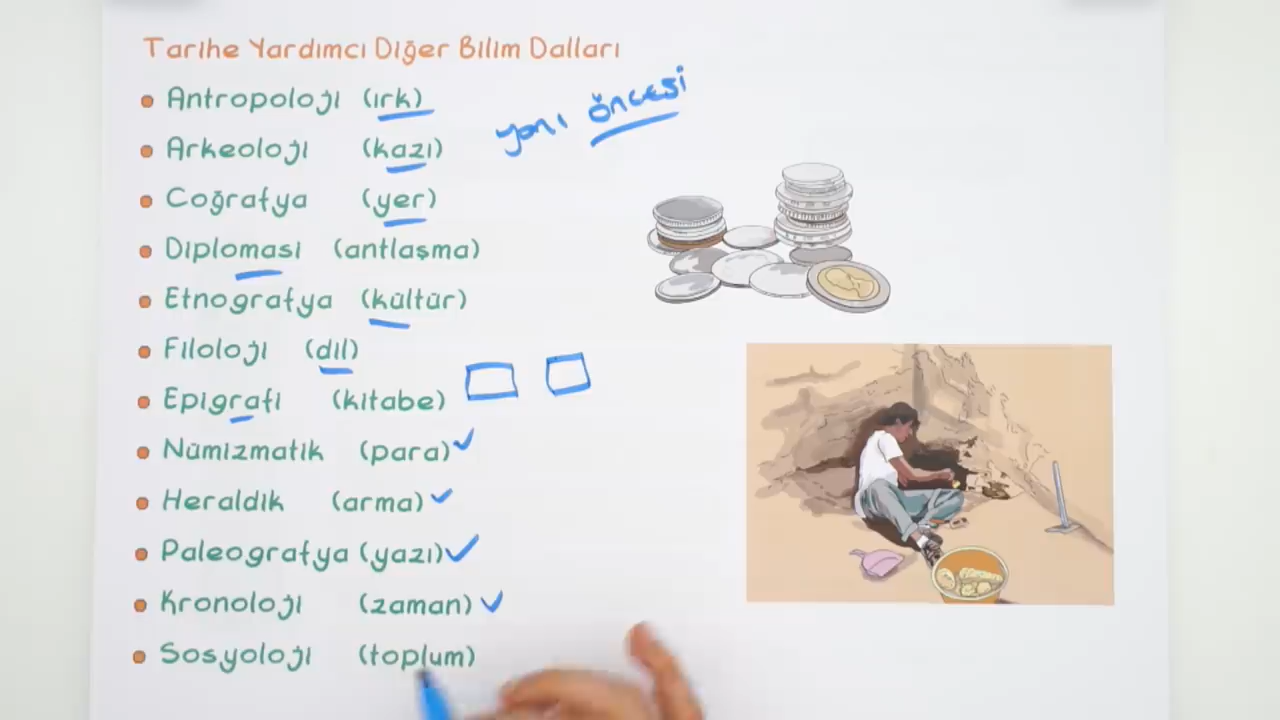 Tarihe Yardımcı Diğer Bilim Dalları
Antropoloji (ırk)
yani öncesi
Arkeoloji (kazı)
Coğrafya (yer)
Diplomasi (antlaşma)
Etnografya (kültür)
Filoloji (dil)
Epigrafi (kitabe)
Nümizmatik (para)
Heraldik (arma)
Paleografya (yazı)
Kronoloji (zaman)
Sosyoloji (toplum)